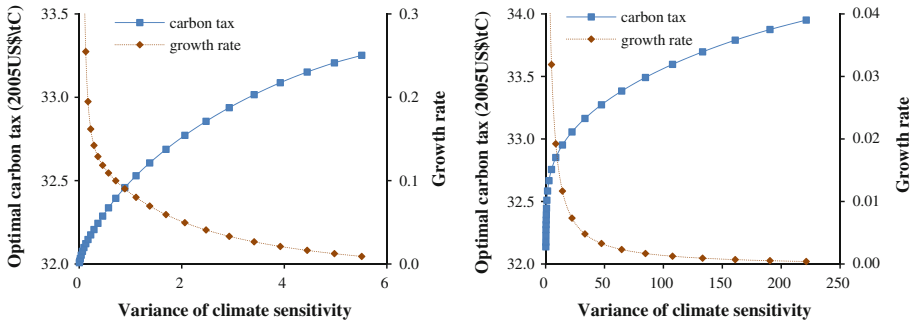 Optimal carbon tax (2005US$\tC)
33.5
33.0
32.5
32.0
carbon tax
growth rate
0.3
0.2
0.1
0.0
Growth rate
0
2
4
6
Variance of climate sensitivity
Optimal carbon tax (2005US$\tC)
34.0
33.5
33.0
32.5
32.0
carbon tax
growth rate
0.04
0.03
0.02
0.01
0.00
Growth rate
0
50
100
150
200
250
Variance of climate sensitivity